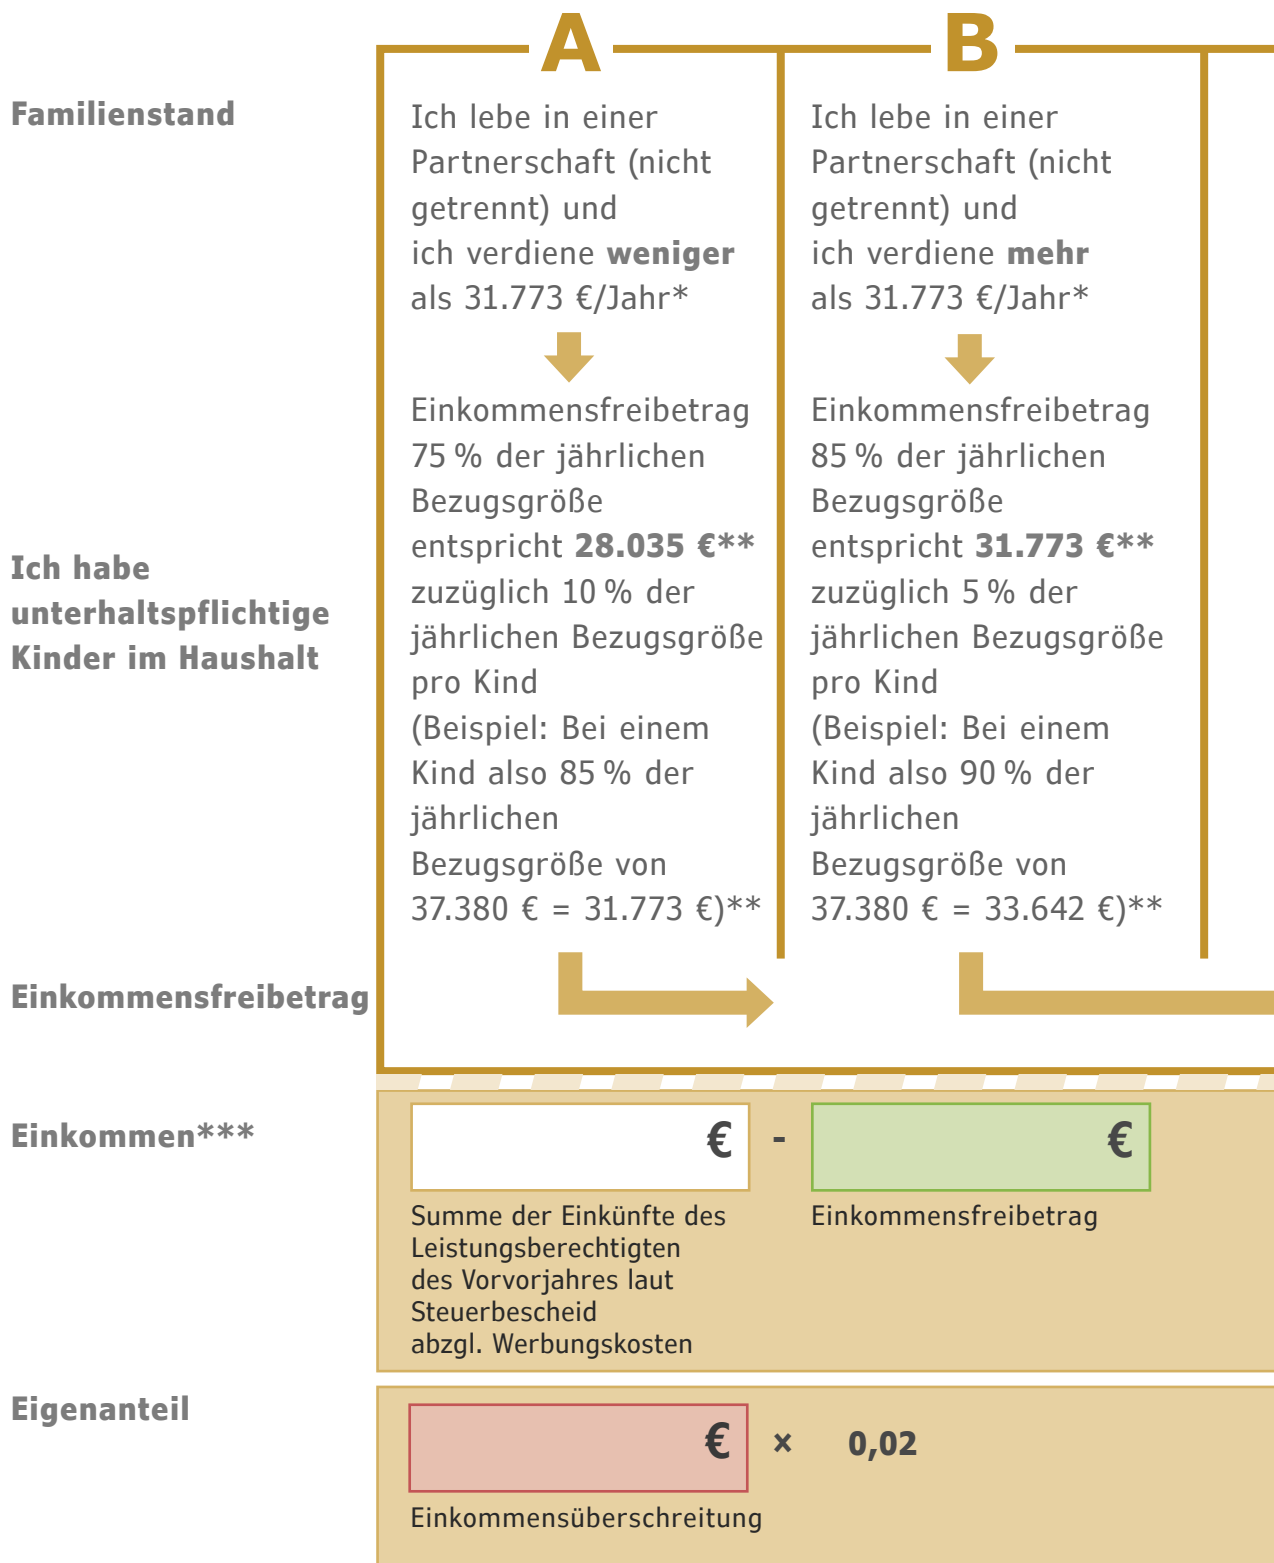 A
B
Familienstand
Ich lebe in einer
Partnerschaft (nicht
getrennt) und
ich verdiene weniger
als 31.773 €/Jahr*
Ich lebe in einer
Partnerschaft (nicht
getrennt) und
ich verdiene mehr
als 31.773 €/Jahr*
Ich habe
unterhaltspflichtige
Kinder im Haushalt
Einkommensfreibetrag
75 % der jährlichen
Bezugsgröße
entspricht 28.035 €**
zuzüglich 10 % der
jährlichen Bezugsgröße
pro Kind
(Beispiel: Bei einem
Kind also 85 % der
jährlichen
Bezugsgröße von
37.380 € = 31.773 €)**
Einkommensfreibetrag
85 % der jährlichen
Bezugsgröße
entspricht 31.773 €**
zuzüglich 5 % der
jährlichen Bezugsgröße
pro Kind
(Beispiel: Bei einem
Kind also 90 % der
jährlichen
Bezugsgröße von
37.380 € = 33.642 €)**
Einkommensfreibetrag
Einkommen***
€ - €
Summe der Einkünfte des
Leistungsberechtigten
des Vorvorjahres laut
Steuerbescheid
abzgl. Werbungskosten
Einkommensfreibetrag
Eigenanteil
€ × 0,02
Einkommensüberschreitung